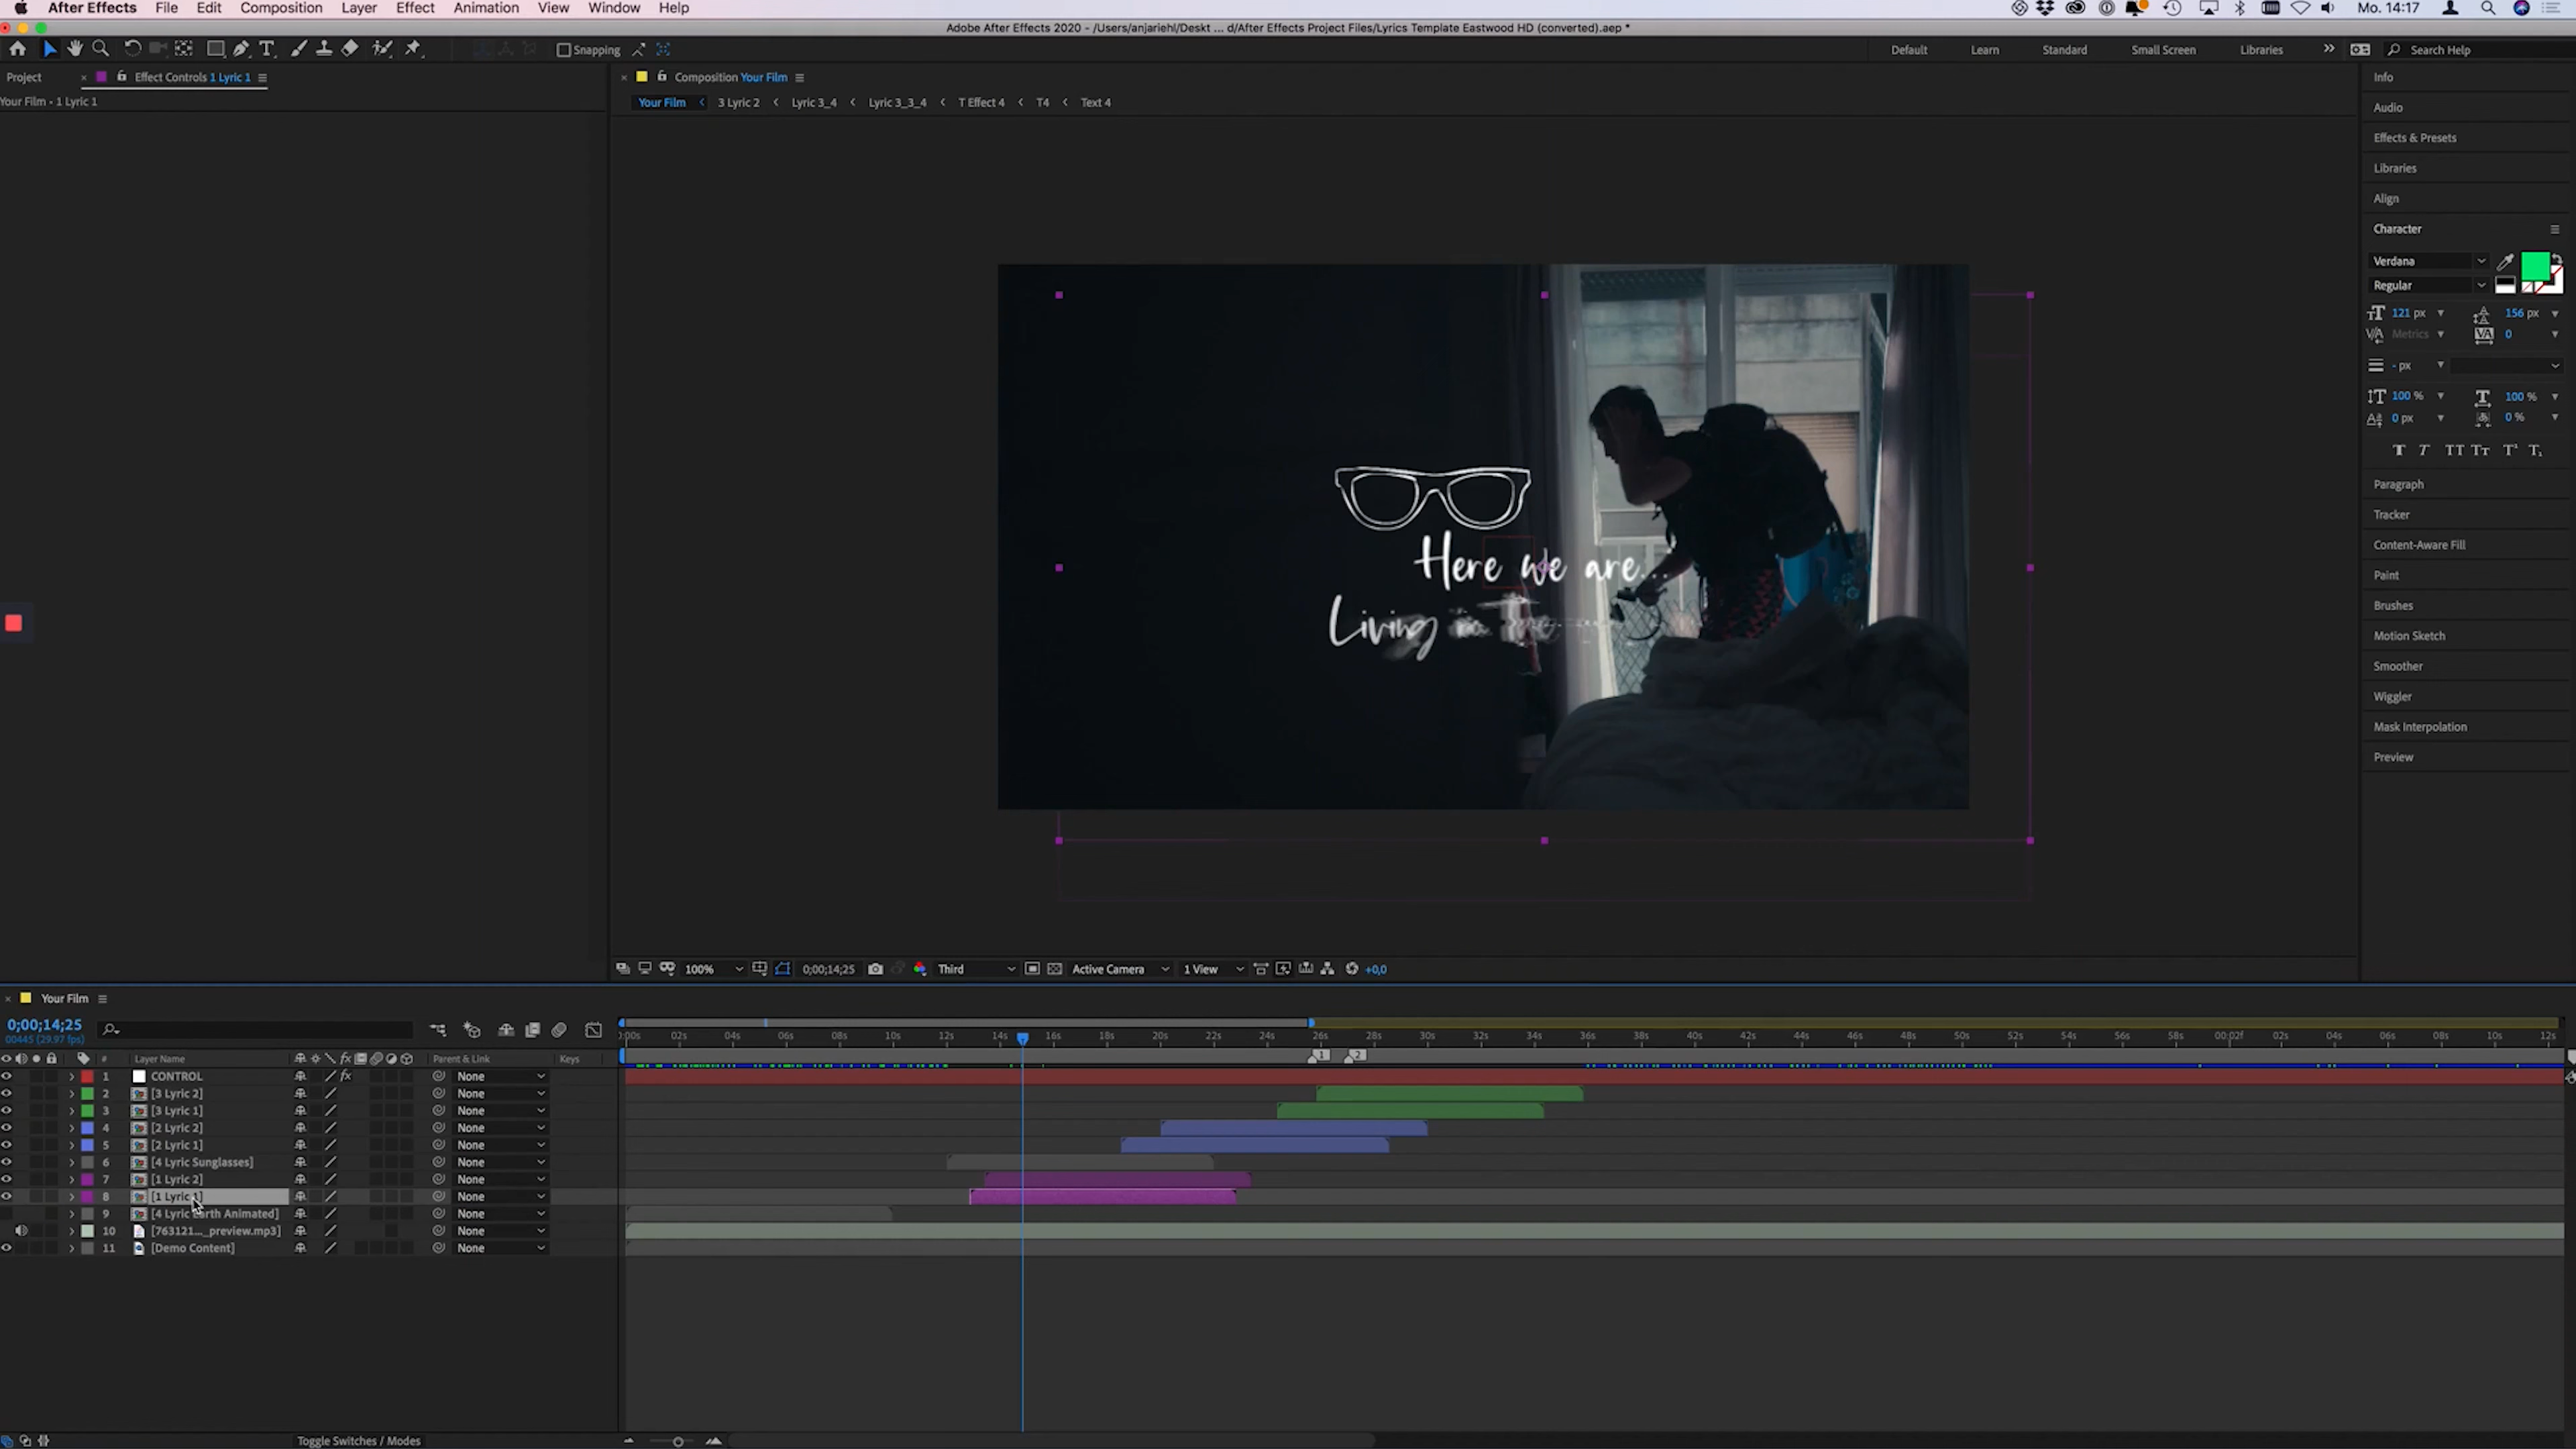 After Effects File Edit Composition Layer Effect Animation View Window Help
Mo. 14:17
Adobe After Effects 2020 - /Users/anjariehl/Deskt ... d/After Effects Project Files/Lyrics Template Eastwood HD (converted).aep *
Snapping
Default Learn Standard Small Screen Libraries
Search Help
Project
Effect Controls 1 Lyric 1
Your Film • 1 Lyric 1
Composition Your Film
Your Film 3 Lyric 2 Lyric 3_4 Lyric 3_3_4 T Effect 4 T4 Text 4
Here we are...
Living in The
Info
Audio
Effects & Presets
Libraries
Align
Character
Verdana
Regular
121 px 156 px
Metrics 0
- px
100 % 100 %
0 px 0 %
Paragraph
Tracker
Content-Aware Fill
Paint
Brushes
Motion Sketch
Smoother
Wiggler
Mask Interpolation
Preview
100% 0;00;14;25 Third Active Camera 1 View +0,0
Your Film
0;00;14;25
00445 (29.97 fps)
:00s 02s 04s 06s 08s 10s 12s 14s 16s 18s 20s 22s 24s 26s 28s 30s 32s 34s 36s 38s 40s 42s 44s 46s 48s 50s 52s 54s 56s 58s 00:02f 02s 04s 06s 08s 10s 12s
1 2
# Layer Name Parent & Link Keys
1 CONTROL None
2 [3 Lyric 2] None
3 [3 Lyric 1] None
4 [2 Lyric 2] None
5 [2 Lyric 1] None
6 [4 Lyric Sunglasses] None
7 [1 Lyric 2] None
8 [1 Lyric 1] None
9 [4 Lyric Earth Animated] None
10 [763121..._preview.mp3] None
11 [Demo Content] None
Toggle Switches / Modes